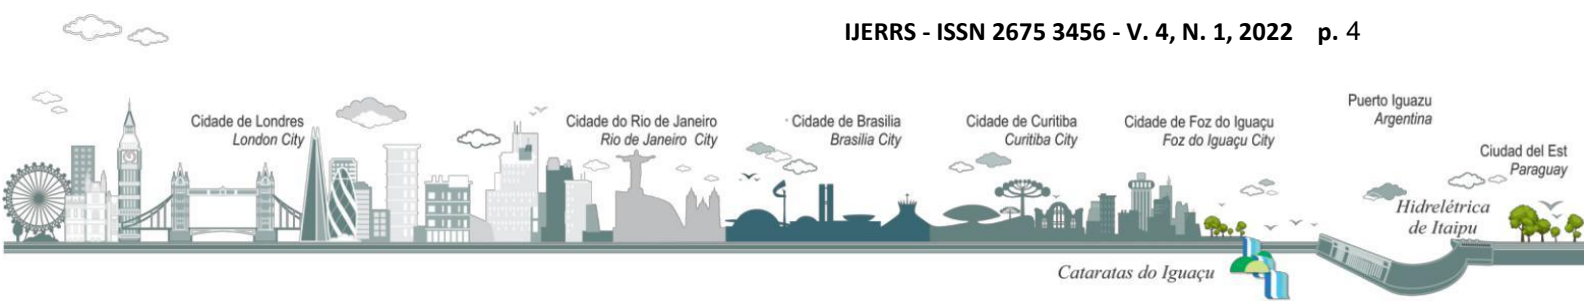 IJERRS - ISSN 2675 3456 - V. 4, N. 1, 2022 p. 4
Cidade de Londres
London City
Cidade do Rio de Janeiro
Rio de Janeiro City
Cidade de Brasilia
Brasilia City
Cidade de Curitiba
Curitiba City
Cidade de Foz do Iguaçu
Foz do Iguaçu City
Puerto Iguazu
Argentina
Ciudad del Est
Paraguay
Hidrelétrica
de Itaipu
Cataratas do Iguaçu